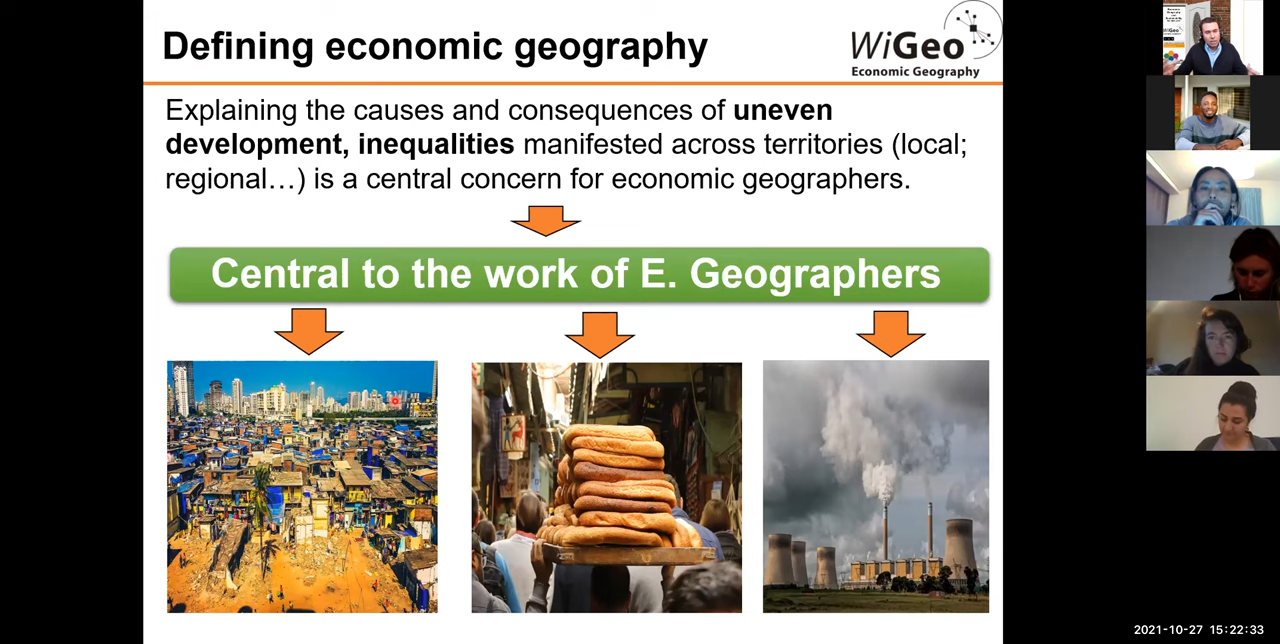 Defining economic geography
WiGeo
Economic Geography
Explaining the causes and consequences of uneven
development, inequalities manifested across territories (local;
regional…) is a central concern for economic geographers.
Central to the work of E. Geographers
2021-10-27 15:22:33